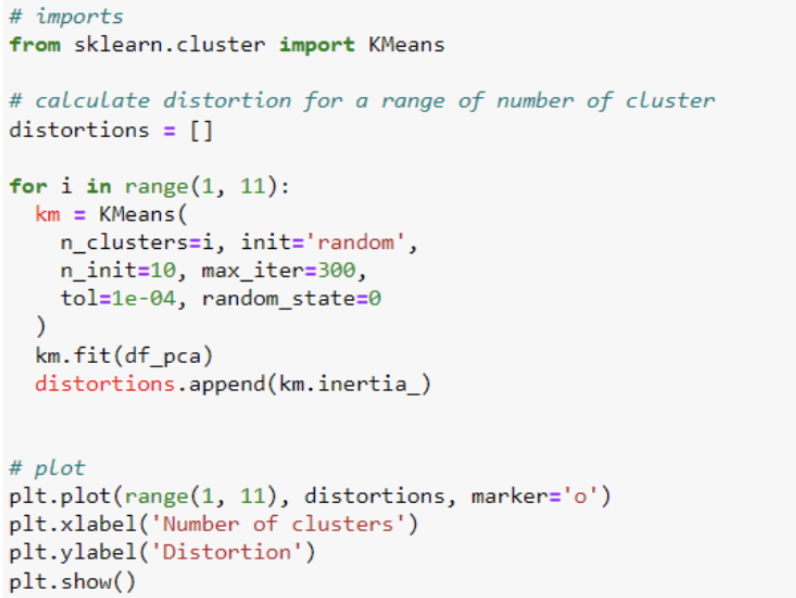 # imports
from sklearn.cluster import KMeans
# calculate distortion for a range of number of cluster
distortions = []
for i in range(1, 11):
  km = KMeans(
    n_clusters=i, init='random',
    n_init=10, max_iter=300,
    tol=1e-04, random_state=0
  )
  km.fit(df_pca)
  distortions.append(km.inertia_)
# plot
plt.plot(range(1, 11), distortions, marker='o')
plt.xlabel('Number of clusters')
plt.ylabel('Distortion')
plt.show()